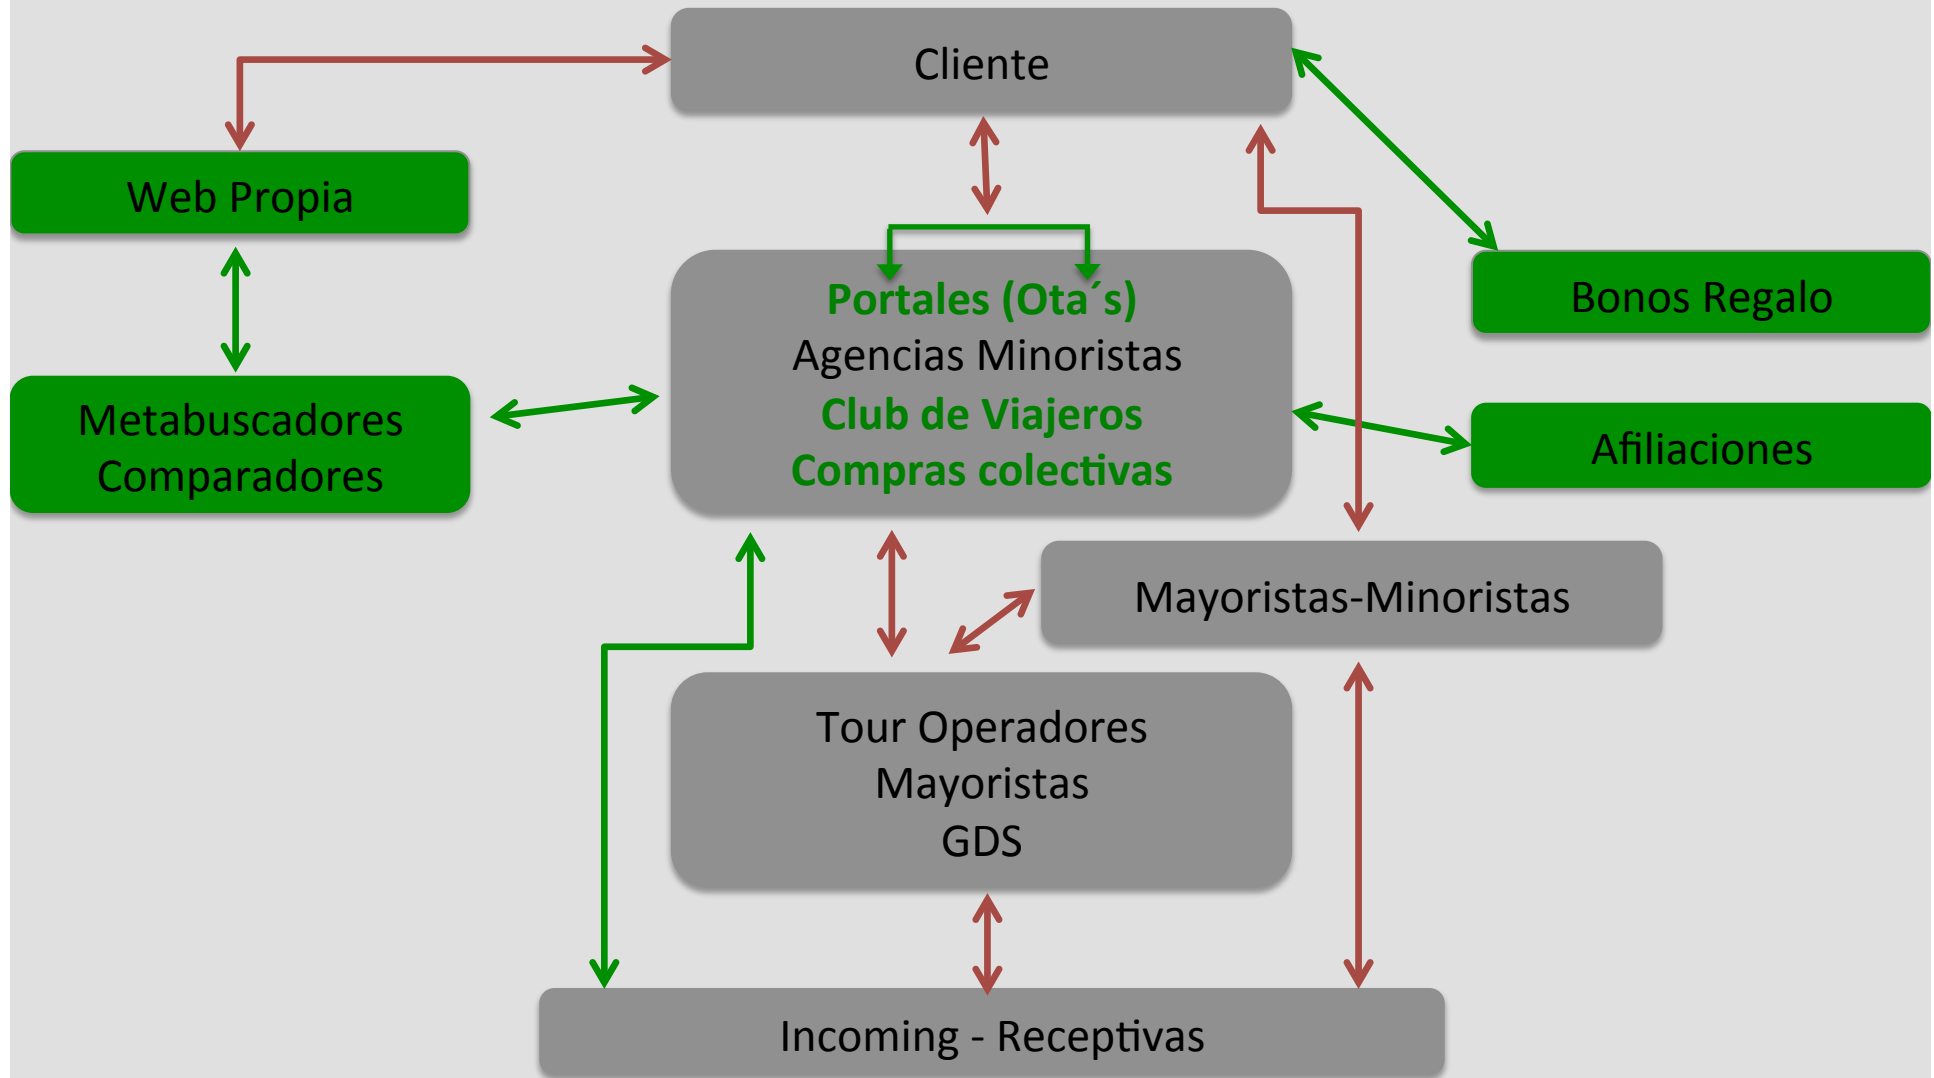 Cliente
Web Propia
Bonos Regalo
Portales (Ota´s)
Agencias Minoristas
Club de Viajeros
Compras colectivas
Metabuscadores
Comparadores
Afiliaciones
Mayoristas-Minoristas
Tour Operadores
Mayoristas
GDS
Incoming - Receptivas